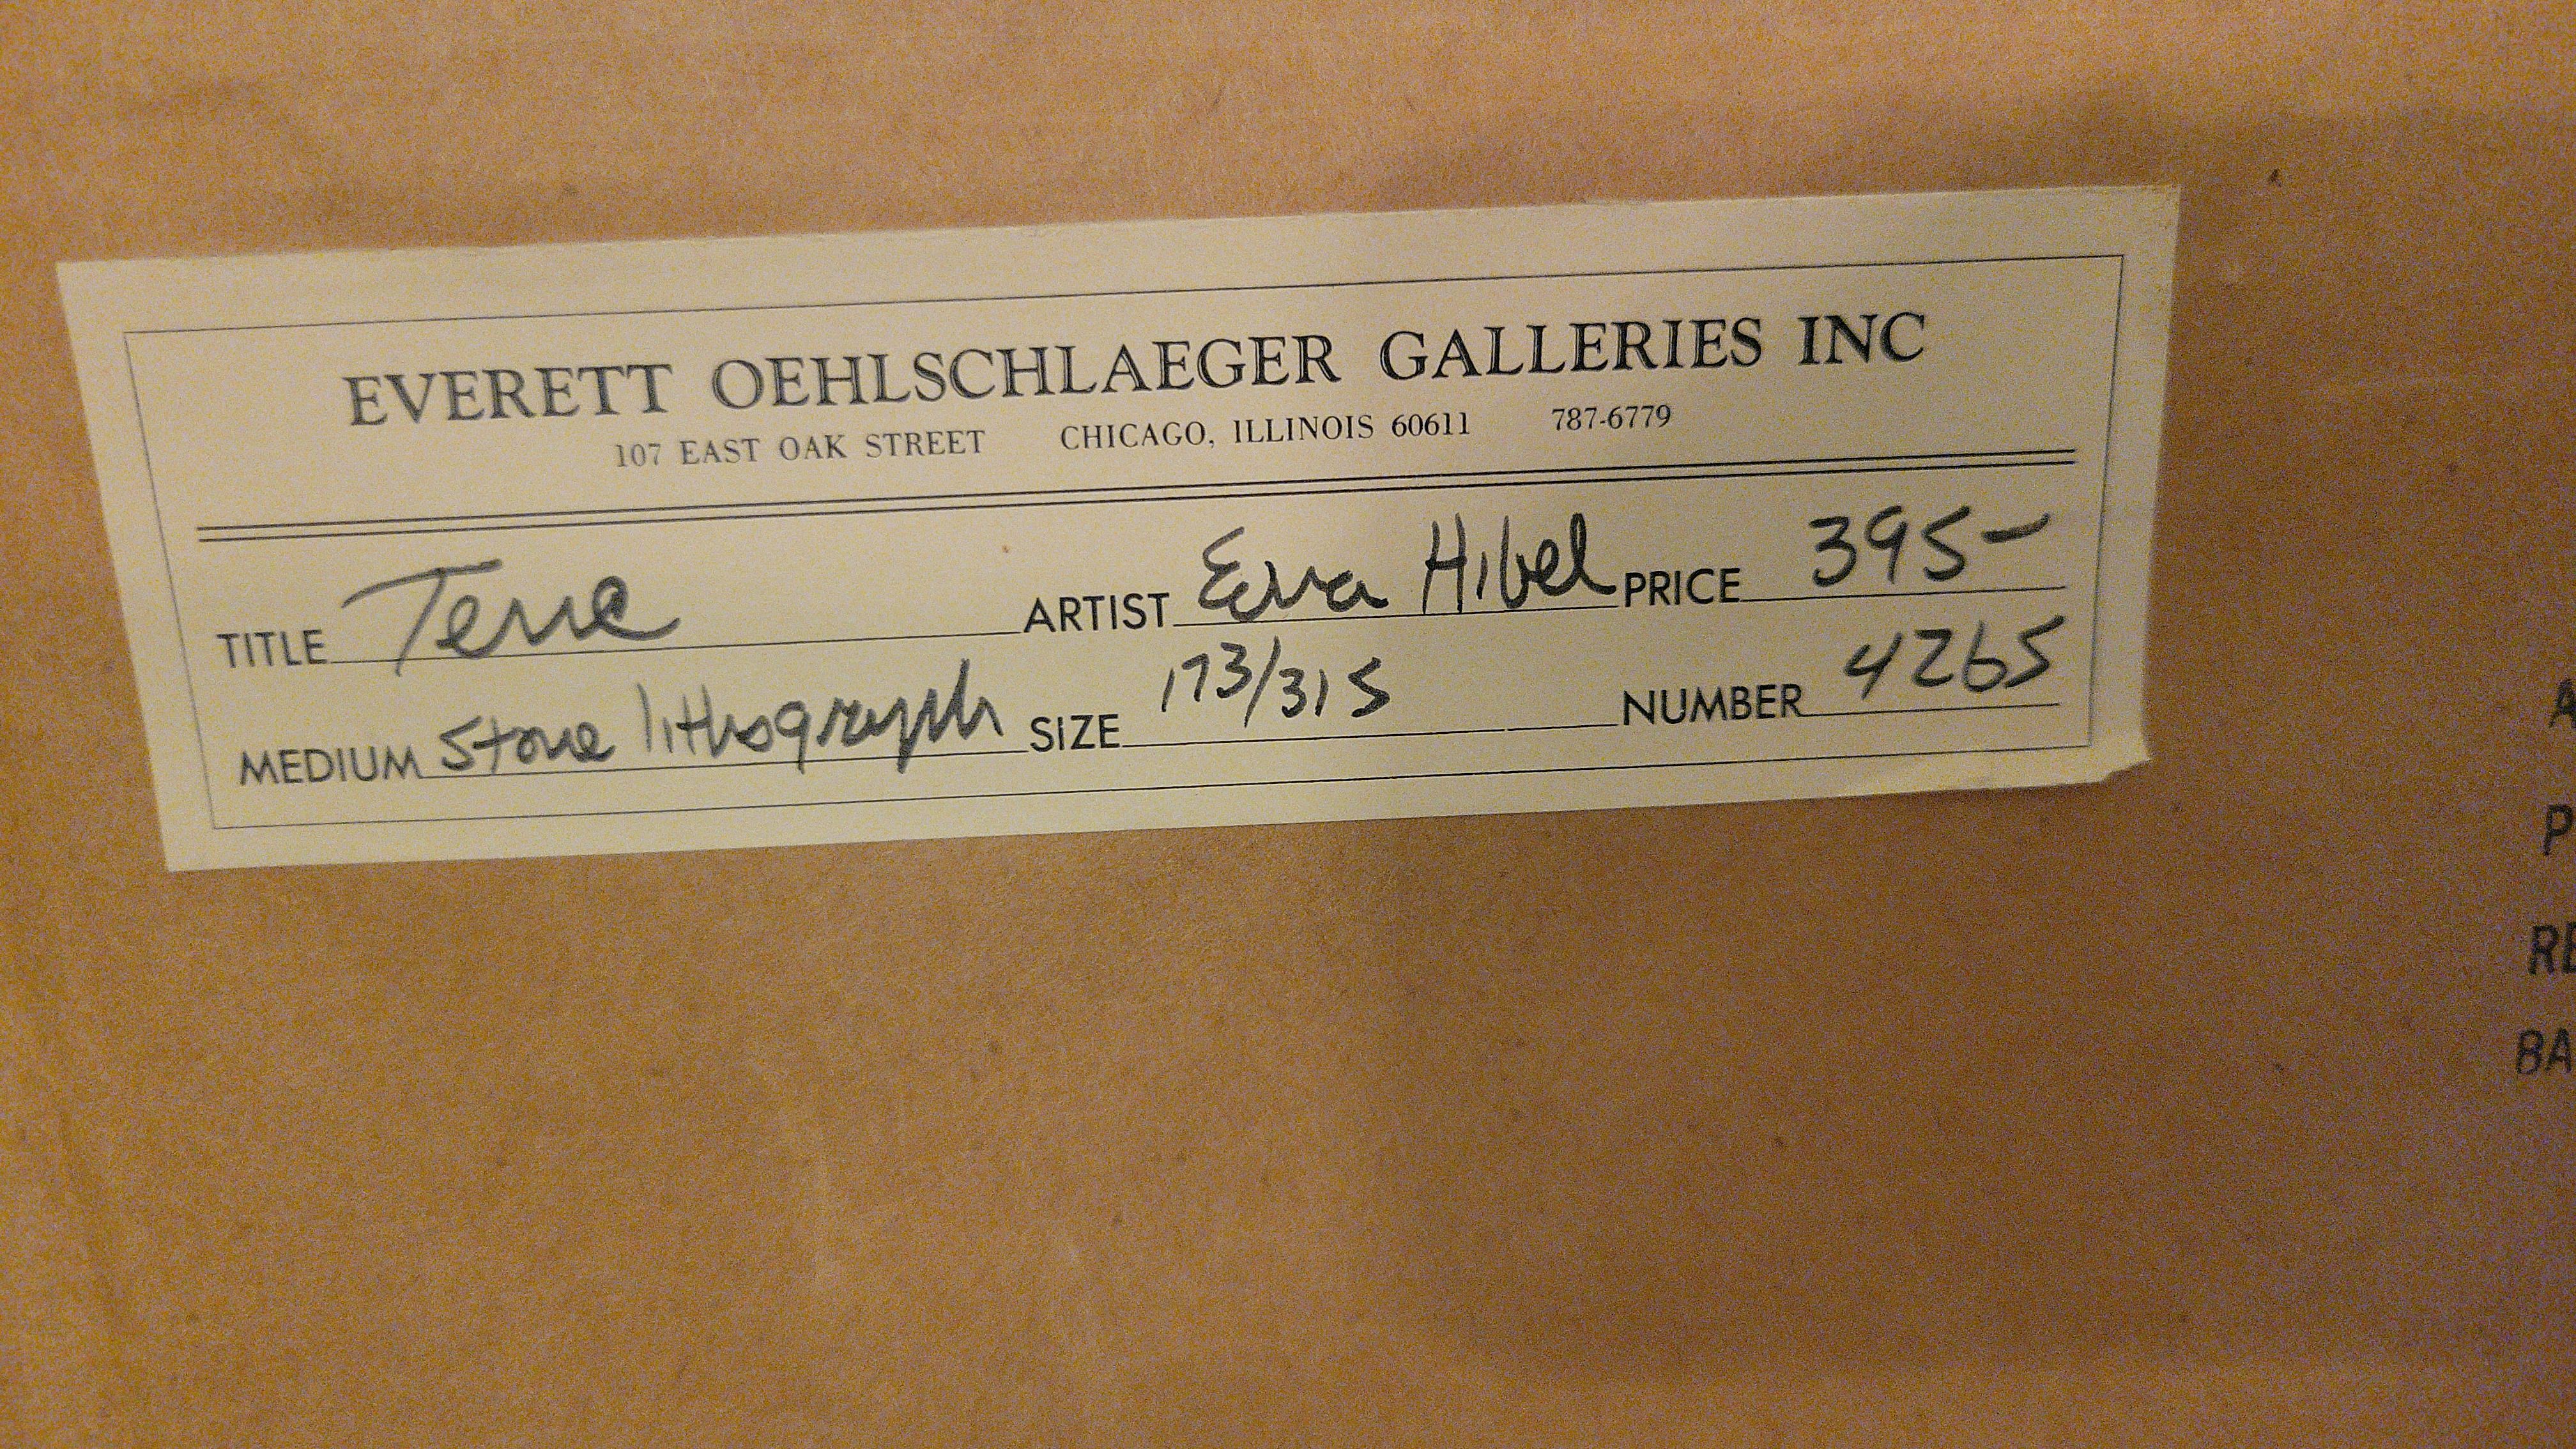 EVERETT OEHLSCHLAEGER GALLERIES INC
107 EAST OAK STREET CHICAGO, ILLINOIS 60611 787-6779
TITLE Terre ARTIST Edna Hibel PRICE 395-
MEDIUM Stone lithograph SIZE 173/315 NUMBER 4265
A
P
RE
BA